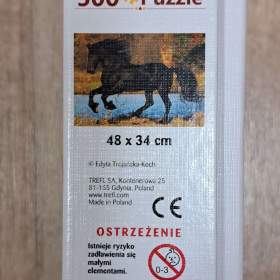 500 Puzzle
48 x 34 cm
© Edyta Trojańska-Koch
TREFL SA, Kontenerowa 25
81-155 Gdynia, Poland
www.trefl.com
Made in Poland
CE
OSTRZEŻENIE
Istnieje ryzyko
zadławienia się
małymi
elementami.
0-3